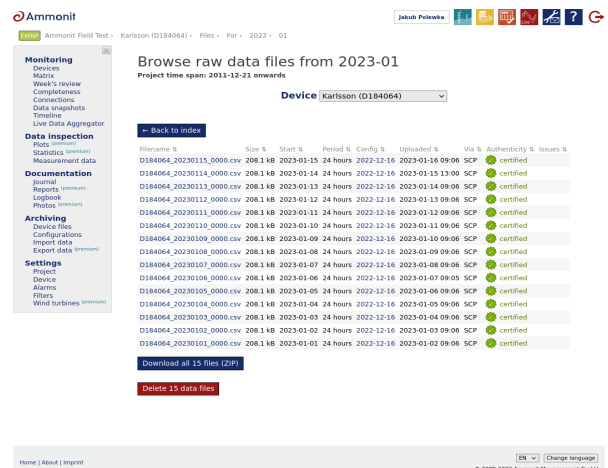 Ammonit
Jakub Polewka
EWNP Ammonit Field Test › Karlsson (D184064) › Files › For › 2023 › 01
Monitoring
Devices
Matrix
Week's review
Completeness
Connections
Data snapshots
Timeline
Live Data Aggregator
Data inspection
Plots (premium)
Statistics (premium)
Measurement data
Documentation
Journal
Reports (premium)
Logbook
Photos (premium)
Archiving
Device files
Configurations
Import data
Export data (premium)
Settings
Project
Device
Alarms
Filters
Wind turbines (premium)
Browse raw data files from 2023-01
Project time span: 2011-12-21 onwards
Device Karlsson (D184064)
← Back to index
Filename Size Start Period Config Uploaded Via Authenticity Issues
D184064_20230115_0000.csv 208.1 kB 2023-01-15 24 hours 2022-12-16 2023-01-16 09:06 SCP certified
D184064_20230114_0000.csv 208.1 kB 2023-01-14 24 hours 2022-12-16 2023-01-15 13:00 SCP certified
D184064_20230113_0000.csv 208.1 kB 2023-01-13 24 hours 2022-12-16 2023-01-14 09:06 SCP certified
D184064_20230112_0000.csv 208.1 kB 2023-01-12 24 hours 2022-12-16 2023-01-13 09:06 SCP certified
D184064_20230111_0000.csv 208.1 kB 2023-01-11 24 hours 2022-12-16 2023-01-12 09:06 SCP certified
D184064_20230110_0000.csv 208.1 kB 2023-01-10 24 hours 2022-12-16 2023-01-11 09:06 SCP certified
D184064_20230109_0000.csv 208.1 kB 2023-01-09 24 hours 2022-12-16 2023-01-10 09:06 SCP certified
D184064_20230108_0000.csv 208.1 kB 2023-01-08 24 hours 2022-12-16 2023-01-09 09:06 SCP certified
D184064_20230107_0000.csv 208.1 kB 2023-01-07 24 hours 2022-12-16 2023-01-08 09:06 SCP certified
D184064_20230106_0000.csv 208.1 kB 2023-01-06 24 hours 2022-12-16 2023-01-07 09:05 SCP certified
D184064_20230105_0000.csv 208.1 kB 2023-01-05 24 hours 2022-12-16 2023-01-06 09:06 SCP certified
D184064_20230104_0000.csv 208.1 kB 2023-01-04 24 hours 2022-12-16 2023-01-05 09:06 SCP certified
D184064_20230103_0000.csv 208.1 kB 2023-01-03 24 hours 2022-12-16 2023-01-04 09:06 SCP certified
D184064_20230102_0000.csv 208.1 kB 2023-01-02 24 hours 2022-12-16 2023-01-03 09:06 SCP certified
D184064_20230101_0000.csv 208.1 kB 2023-01-01 24 hours 2022-12-16 2023-01-02 09:06 SCP certified
Download all 15 files (ZIP)
Delete 15 data files
Home | About | Imprint
EN Change language